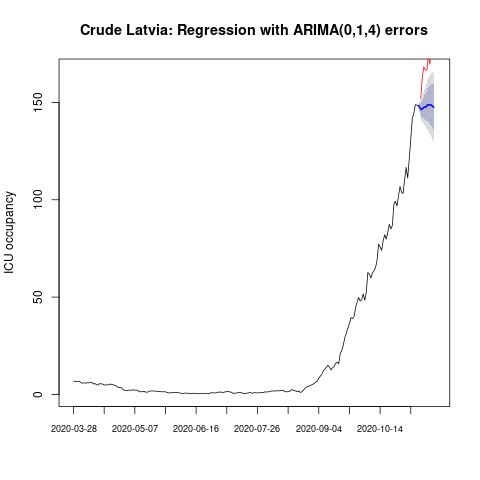 Crude Latvia: Regression with ARIMA(0,1,4) errors
ICU occupancy
150
100
50
0
2020-03-28 2020-05-07 2020-06-16 2020-07-26 2020-09-04 2020-10-14